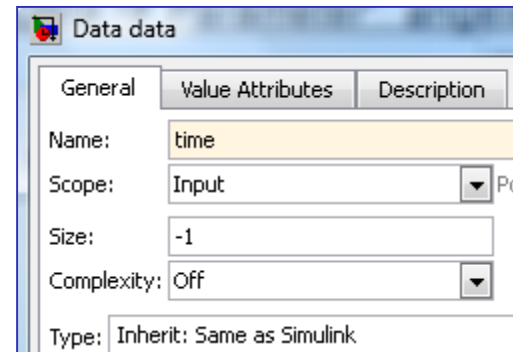 Data data
General Value Attributes Description
Name: time
Scope: Input
Size: -1
Complexity: Off
Type: Inherit: Same as Simulink